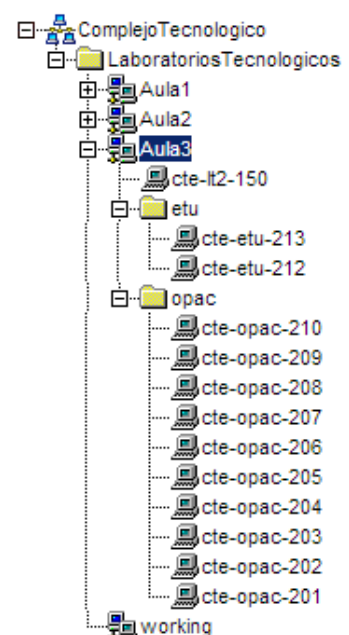 ComplejoTecnologico
LaboratoriosTecnologicos
Aula1
Aula2
Aula3
cte-lt2-150
etu
cte-etu-213
cte-etu-212
opac
cte-opac-210
cte-opac-209
cte-opac-208
cte-opac-207
cte-opac-206
cte-opac-205
cte-opac-204
cte-opac-203
cte-opac-202
cte-opac-201
working